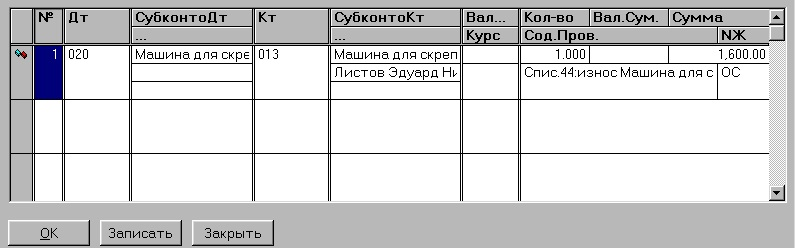 № Дт СубконтоДт Кт СубконтоКт Вал... Кол-во Вал.Сум. Сумма
... ... Курс Сод.Пров. NЖ
1 020 Машина для скре 013 Машина для скреп 1.000 1,600.00
Листов Эдуард Ни Спис.44:износ Машина для с ОС
ОК Записать Закрыть